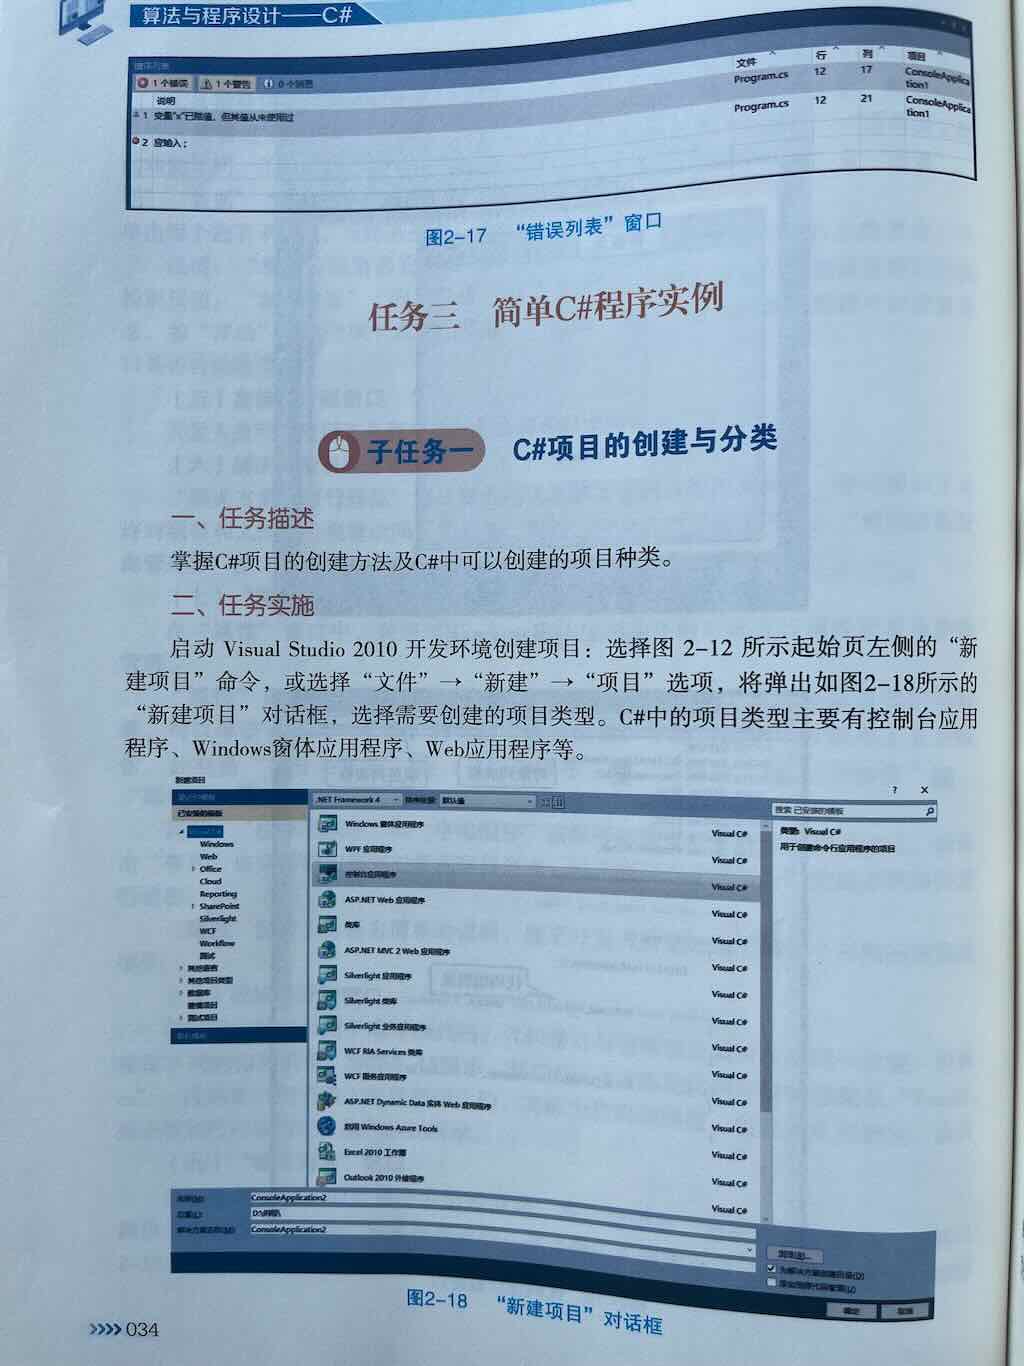 算法与程序设计——C#
错误列表
1 个错误 1 个警告 0 个消息
说明 文件 行 列 项目
1 变量"x"已赋值，但其值从未使用过 Program.cs 12 17 ConsoleApplica
tion1
2 应输入 ; Program.cs 12 21 ConsoleApplica
tion1
图2-17 “错误列表”窗口
任务三 简单C#程序实例
子任务一 C#项目的创建与分类
一、任务描述
掌握C#项目的创建方法及C#中可以创建的项目种类。
二、任务实施
启动 Visual Studio 2010 开发环境创建项目：选择图 2-12 所示起始页左侧的“新
建项目”命令，或选择“文件”→“新建”→“项目”选项，将弹出如图2-18所示的
“新建项目”对话框，选择需要创建的项目类型。C#中的项目类型主要有控制台应用
程序、Windows窗体应用程序、Web应用程序等。
新建项目
? ×
已安装的模板
Visual C#
Windows
Web
Office
Cloud
Reporting
SharePoint
Silverlight
WCF
Workflow
测试
其他语言
其他项目类型
数据库
建模项目
测试项目
联机模板
.NET Framework 4 排序依据: 默认值
搜索 已安装的模板
Windows 窗体应用程序 Visual C#
WPF 应用程序 Visual C#
控制台应用程序 Visual C#
ASP.NET Web 应用程序 Visual C#
类库 Visual C#
ASP.NET MVC 2 Web 应用程序 Visual C#
Silverlight 应用程序 Visual C#
Silverlight 类库 Visual C#
Silverlight 业务应用程序 Visual C#
WCF RIA Services 类库 Visual C#
WCF 服务应用程序 Visual C#
ASP.NET Dynamic Data 实体 Web 应用程序 Visual C#
启用 Windows Azure Tools Visual C#
Excel 2010 工作簿 Visual C#
Outlook 2010 外接程序 Visual C#
类型: Visual C#
用于创建命令行应用程序的项目
名称(N): ConsoleApplication2
位置(L):
解决方案名称(M): ConsoleApplication2
浏览(B)...
为解决方案创建目录(D)
添加到源代码管理(U)
确定 取消
图2-18 “新建项目”对话框
034